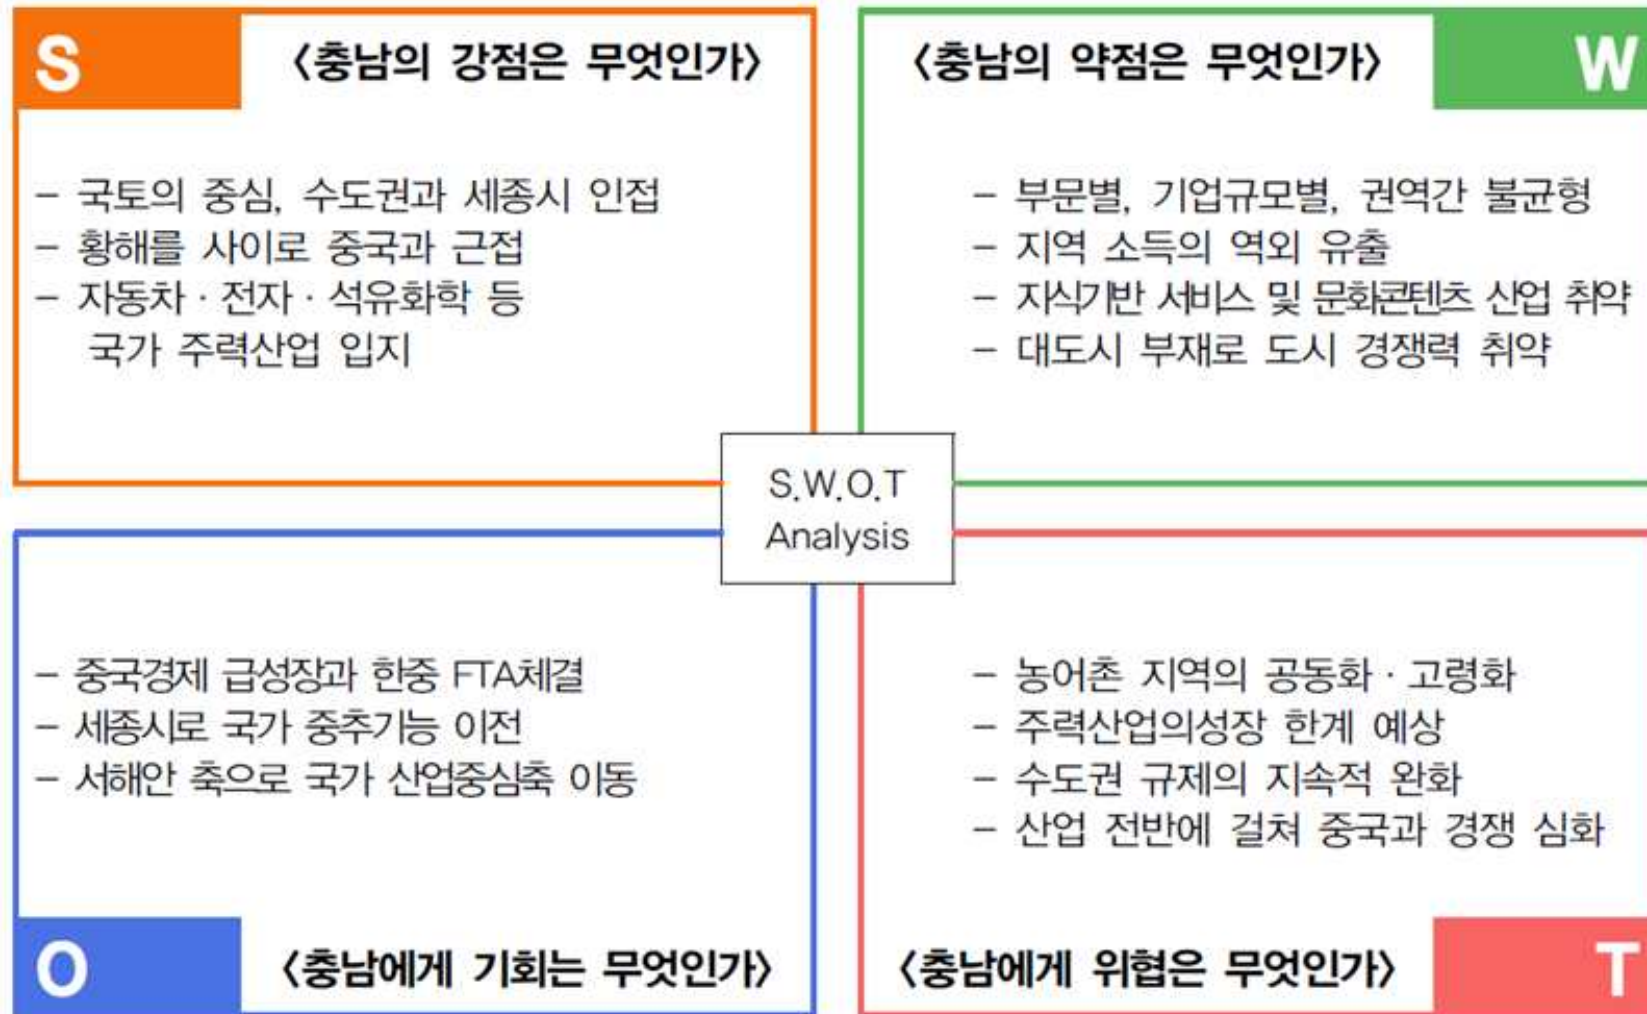 S
〈충남의 강점은 무엇인가〉
– 국토의 중심, 수도권과 세종시 인접
– 황해를 사이로 중국과 근접
– 자동차 · 전자 · 석유화학 등
국가 주력산업 입지
〈충남의 약점은 무엇인가〉
W
– 부문별, 기업규모별, 권역간 불균형
– 지역 소득의 역외 유출
– 지식기반 서비스 및 문화콘텐츠 산업 취약
– 대도시 부재로 도시 경쟁력 취약
S.W.O.T
Analysis
– 중국경제 급성장과 한중 FTA체결
– 세종시로 국가 중추기능 이전
– 서해안 축으로 국가 산업중심축 이동
O
〈충남에게 기회는 무엇인가〉
– 농어촌 지역의 공동화 · 고령화
– 주력산업의성장 한계 예상
– 수도권 규제의 지속적 완화
– 산업 전반에 걸쳐 중국과 경쟁 심화
〈충남에게 위협은 무엇인가〉
T